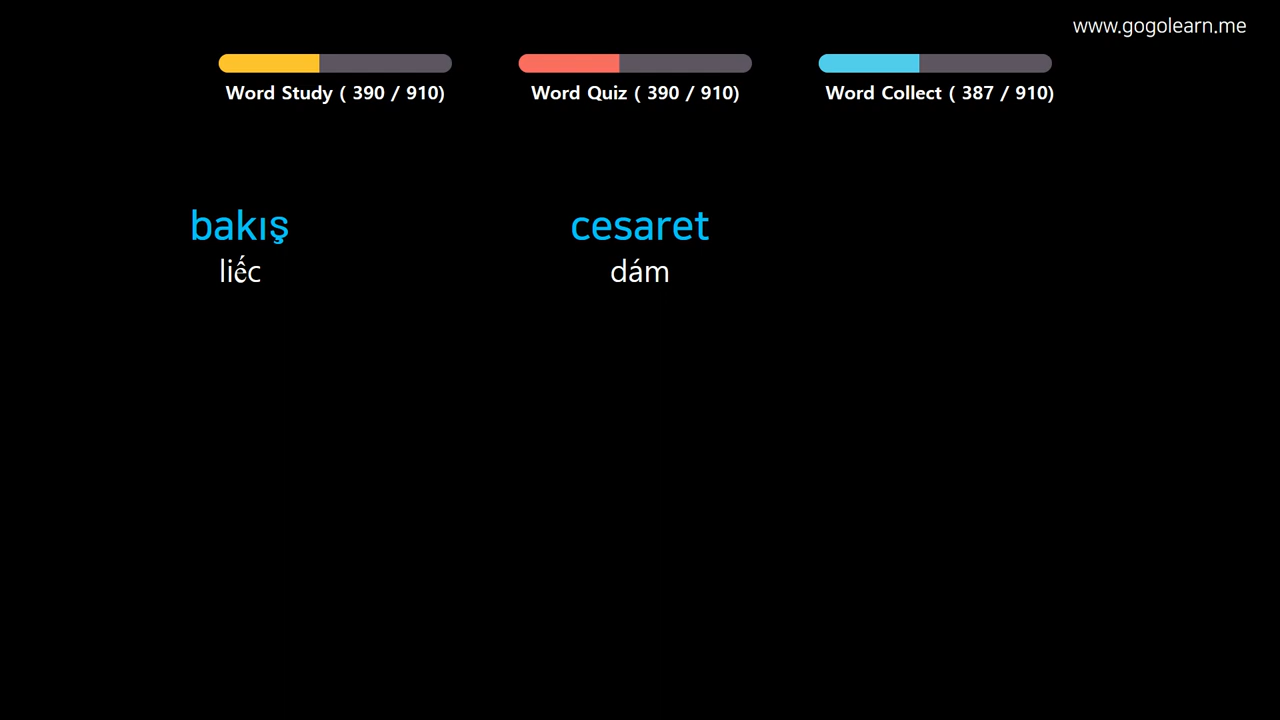 www.gogolearn.me
Word Study ( 390 / 910)
Word Quiz ( 390 / 910)
Word Collect ( 387 / 910)
bakış
cesaret
liếc
dám